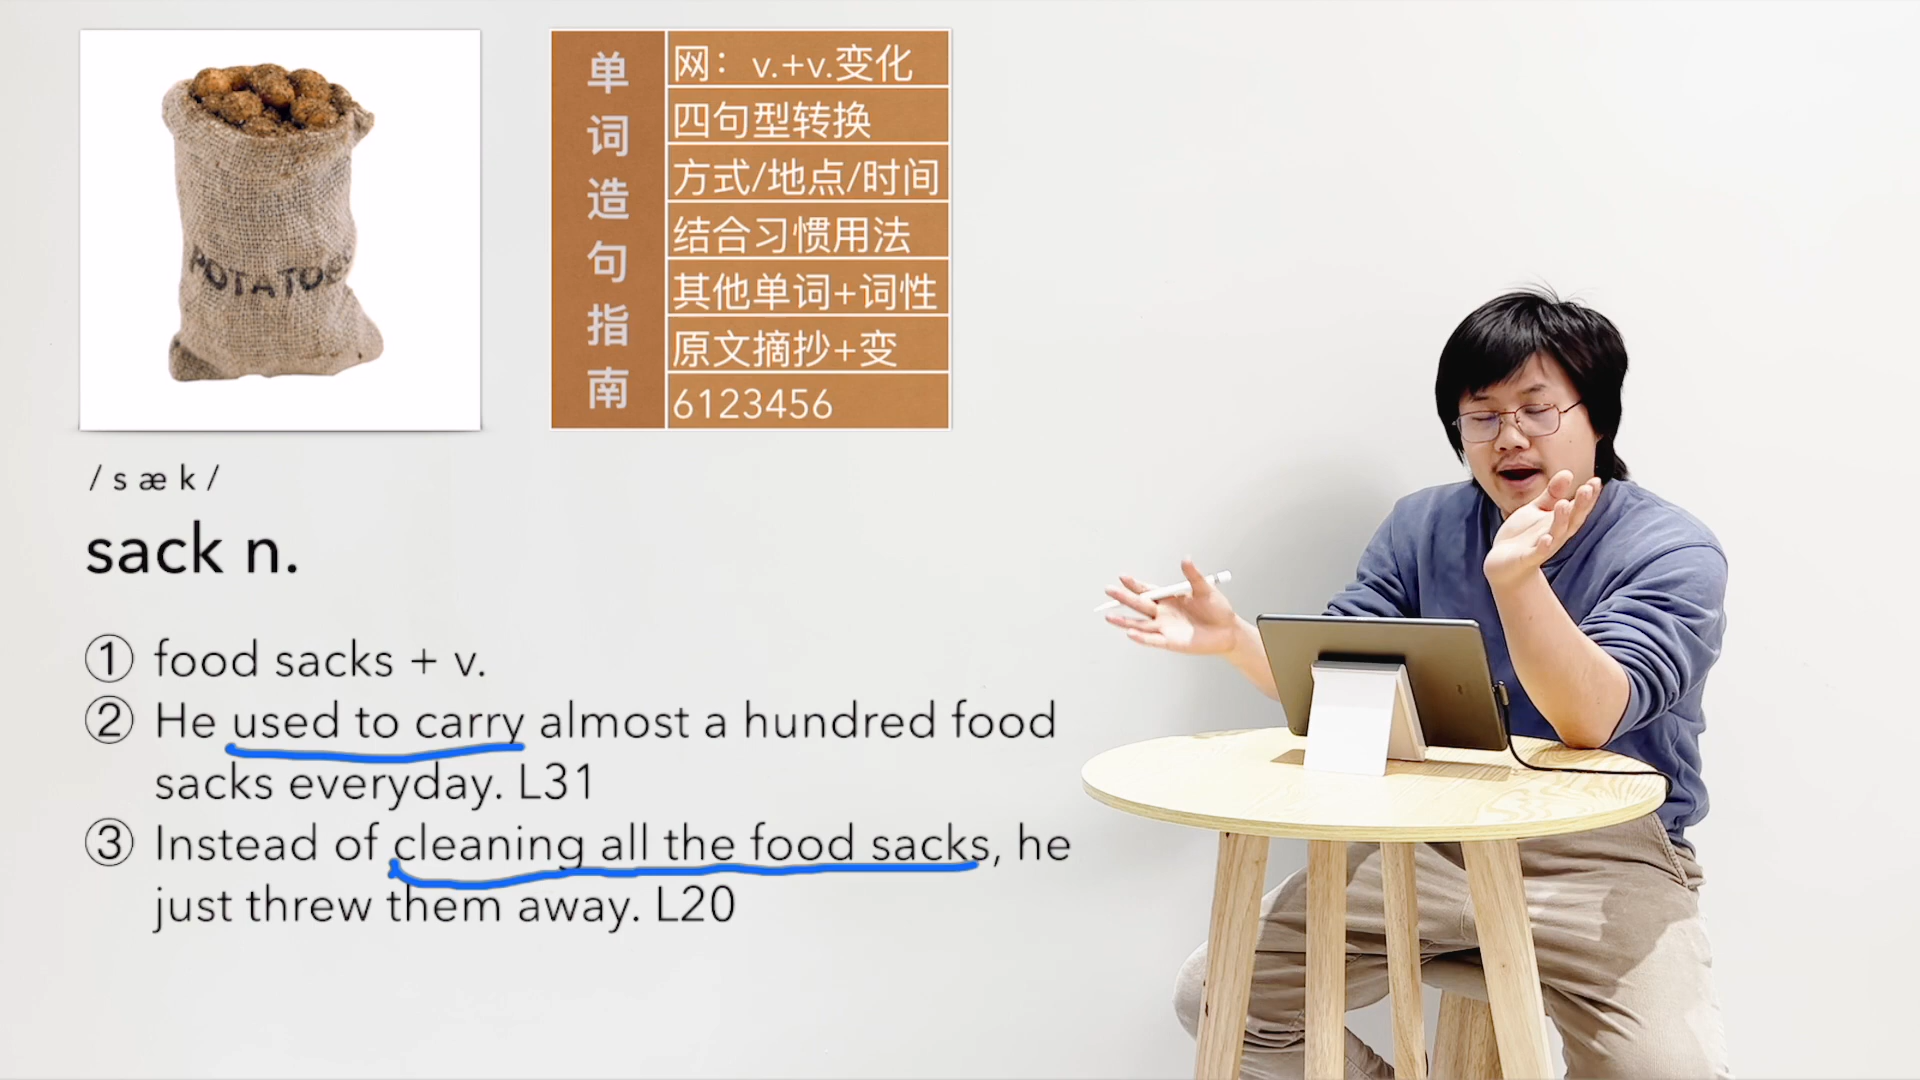 POTATOES
单词造句指南
网：v.+v.变化
四句型转换
方式/地点/时间
结合习惯用法
其他单词+词性
原文摘抄+变
6123456
/ s æ k /
sack n.
① food sacks + v.
② He used to carry almost a hundred food
sacks everyday. L31
③ Instead of cleaning all the food sacks, he
just threw them away. L20